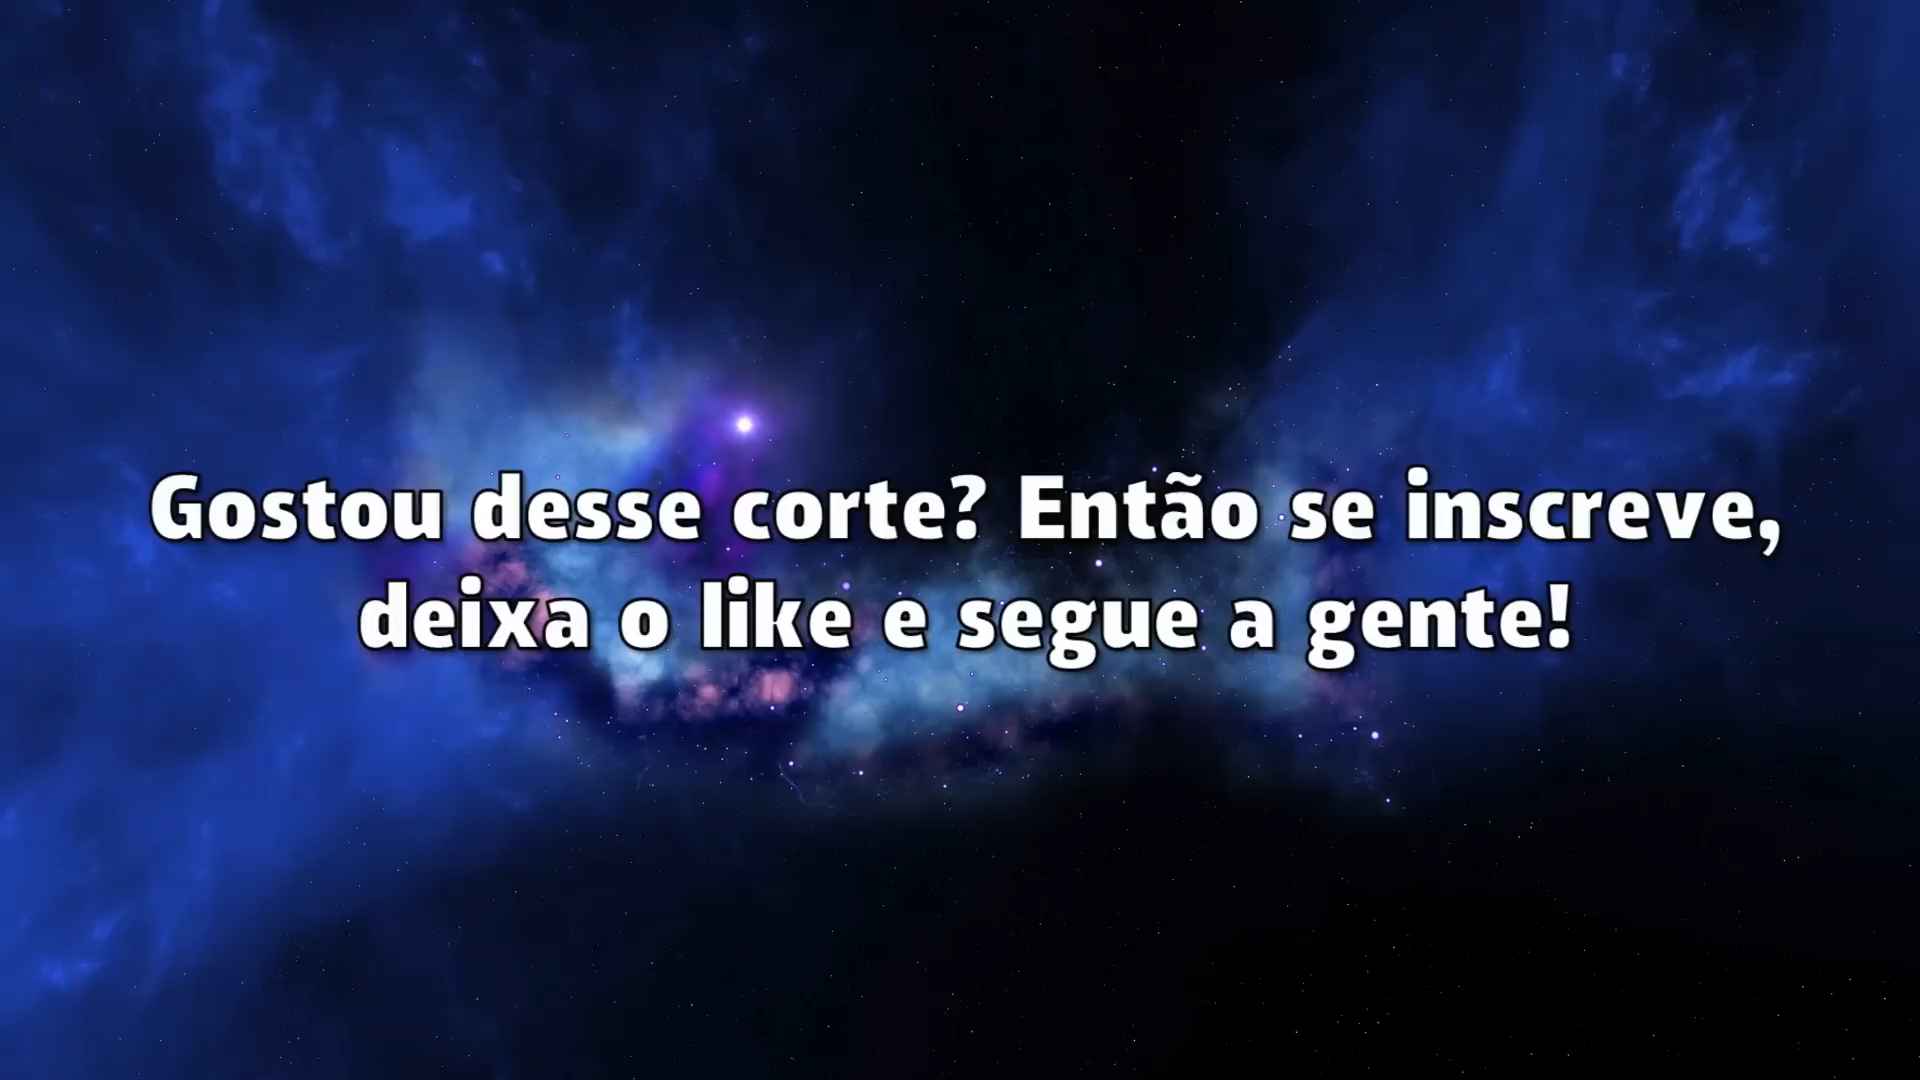 Gostou desse corte? Então se inscreve,
deixa o like e segue a gente!